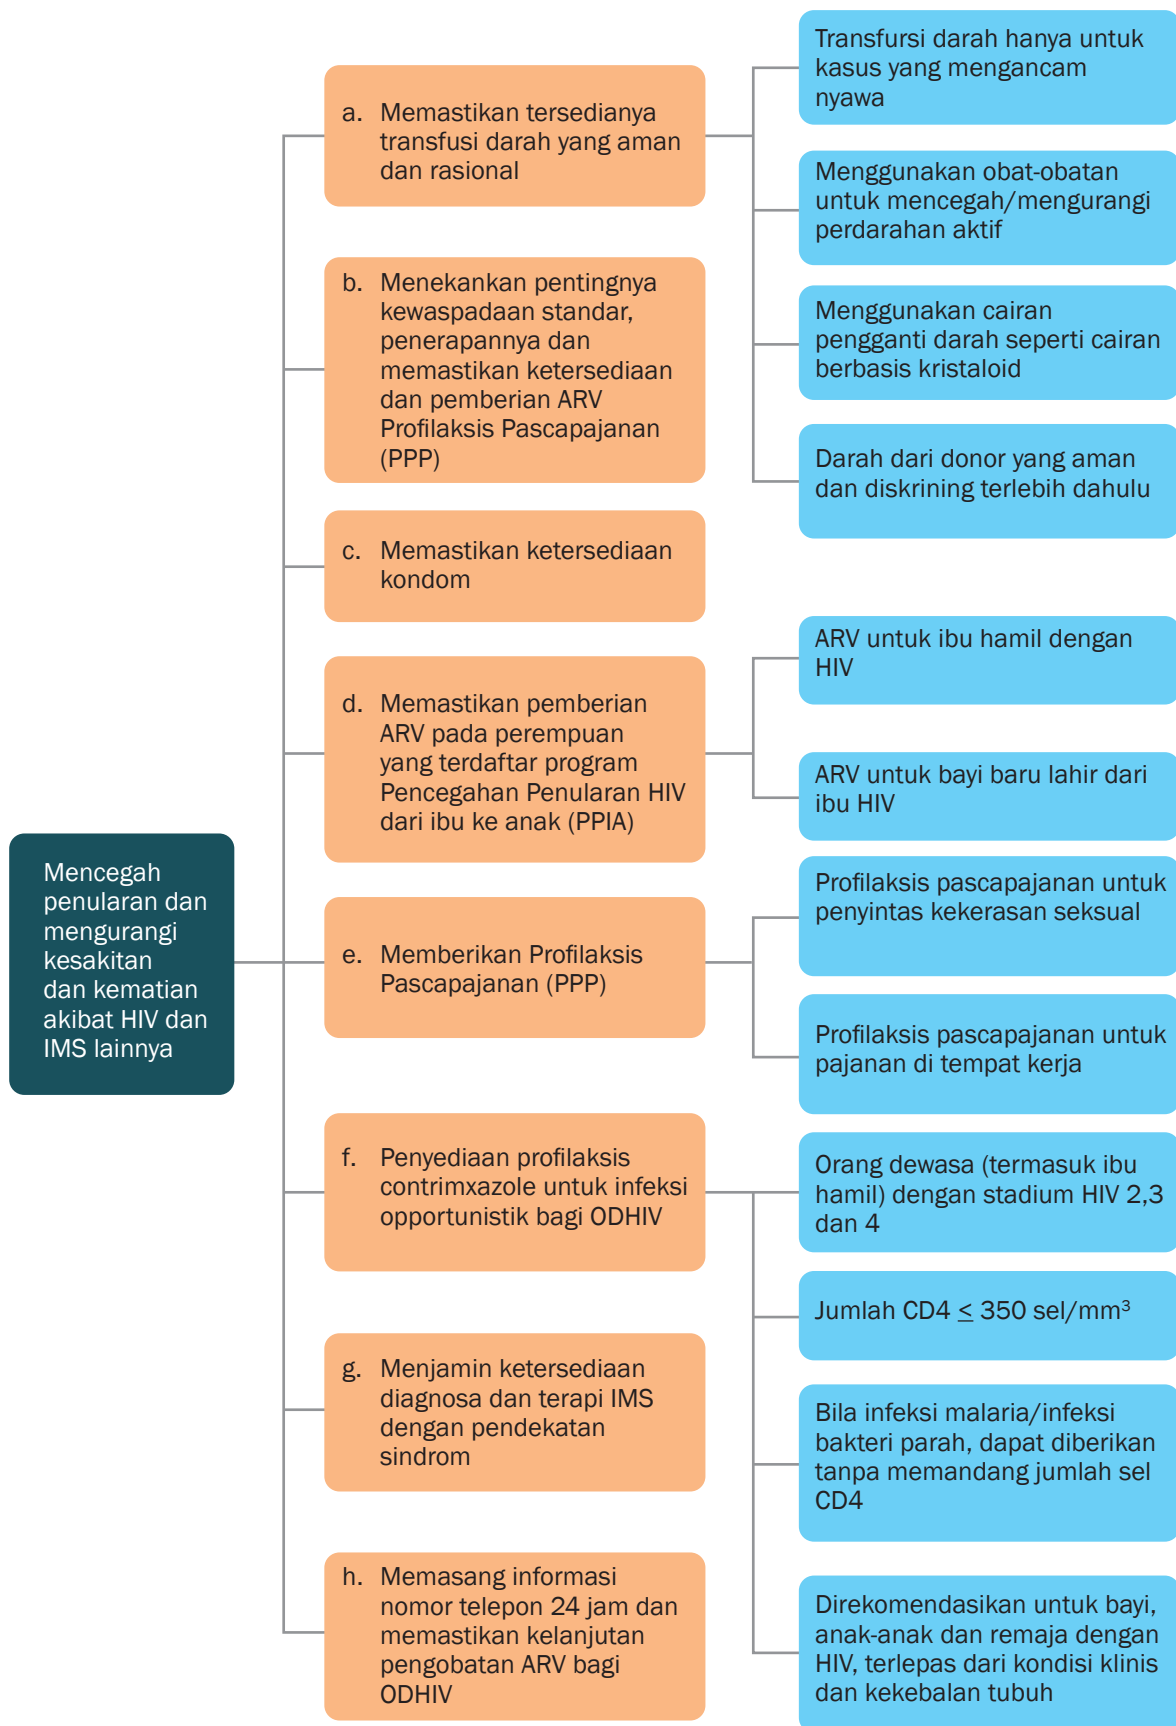 Mencegah
penularan dan
mengurangi
kesakitan
dan kematian
akibat HIV dan
IMS lainnya
a. Memastikan tersedianya
transfusi darah yang aman
dan rasional
Transfursi darah hanya untuk
kasus yang mengancam
nyawa
Menggunakan obat-obatan
untuk mencegah/mengurangi
perdarahan aktif
Menggunakan cairan
pengganti darah seperti cairan
berbasis kristaloid
Darah dari donor yang aman
dan diskrining terlebih dahulu
b. Menekankan pentingnya
kewaspadaan standar,
penerapannya dan
memastikan ketersediaan
dan pemberian ARV
Profilaksis Pascapajanan
(PPP)
c. Memastikan ketersediaan
kondom
d. Memastikan pemberian
ARV pada perempuan
yang terdaftar program
Pencegahan Penularan HIV
dari ibu ke anak (PPIA)
ARV untuk ibu hamil dengan
HIV
ARV untuk bayi baru lahir dari
ibu HIV
e. Memberikan Profilaksis
Pascapajanan (PPP)
Profilaksis pascapajanan untuk
penyintas kekerasan seksual
Profilaksis pascapajanan untuk
pajanan di tempat kerja
f. Penyediaan profilaksis
contrimxazole untuk infeksi
opportunistik bagi ODHIV
Orang dewasa (termasuk ibu
hamil) dengan stadium HIV 2,3
dan 4
Jumlah CD4 ≤ 350 sel/mm³
Bila infeksi malaria/infeksi
bakteri parah, dapat diberikan
tanpa memandang jumlah sel
CD4
Direkomendasikan untuk bayi,
anak-anak dan remaja dengan
HIV, terlepas dari kondisi klinis
dan kekebalan tubuh
g. Menjamin ketersediaan
diagnosa dan terapi IMS
dengan pendekatan
sindrom
h. Memasang informasi
nomor telepon 24 jam dan
memastikan kelanjutan
pengobatan ARV bagi
ODHIV